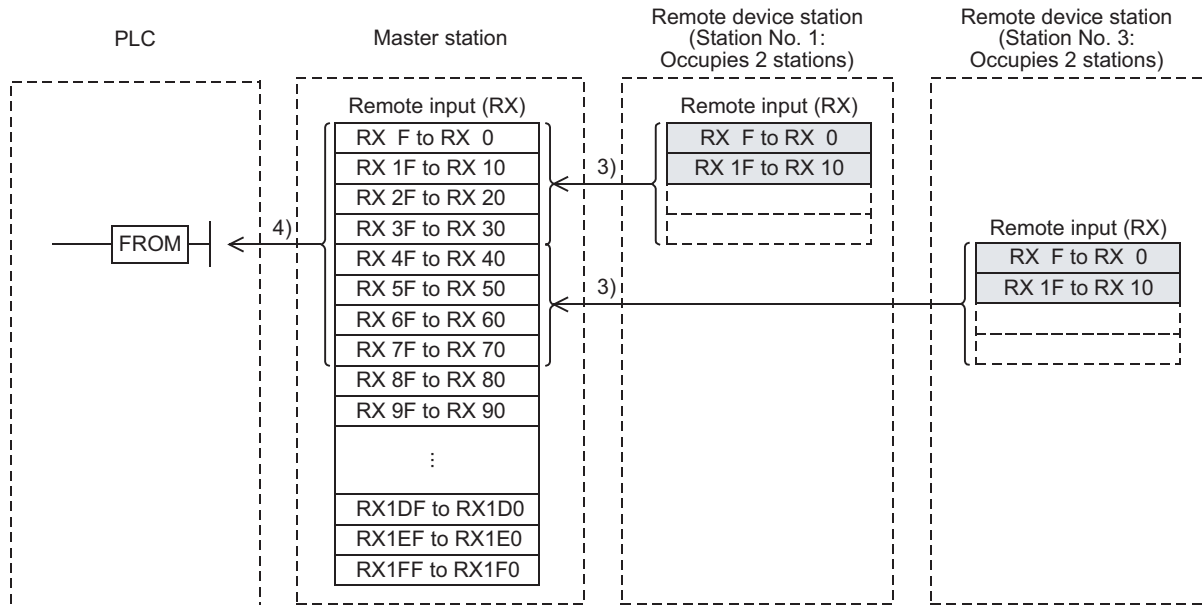 PLC
Master station
Remote device station
(Station No. 1:
Occupies 2 stations)
Remote device station
(Station No. 3:
Occupies 2 stations)
Remote input (RX)
RX F to RX 0
RX 1F to RX 10
RX 2F to RX 20
RX 3F to RX 30
RX 4F to RX 40
RX 5F to RX 50
RX 6F to RX 60
RX 7F to RX 70
RX 8F to RX 80
RX 9F to RX 90
⋮
RX1DF to RX1D0
RX1EF to RX1E0
RX1FF to RX1F0
FROM
4)
3)
3)
Remote input (RX)
RX F to RX 0
RX 1F to RX 10
Remote input (RX)
RX F to RX 0
RX 1F to RX 10